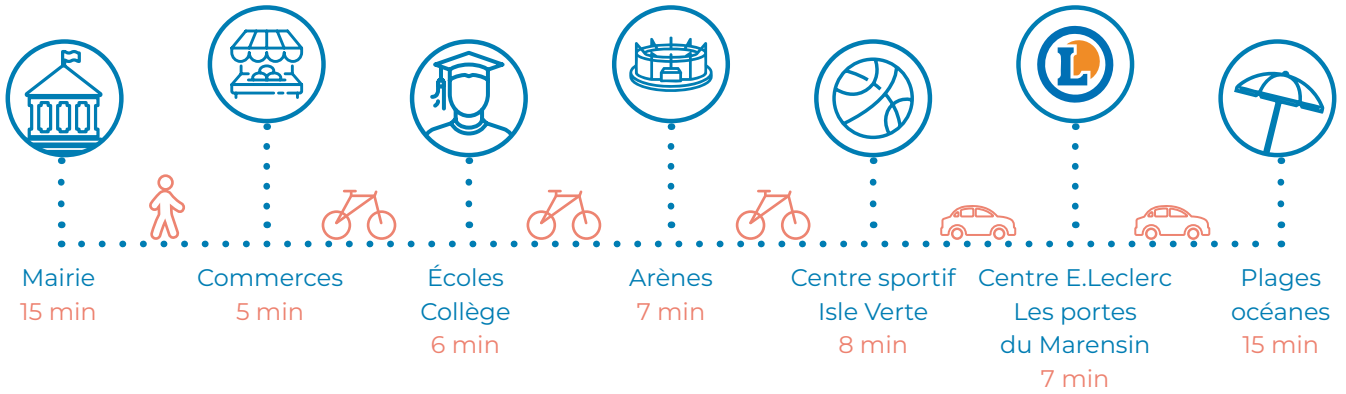 L
Mairie
15 min
Commerces
5 min
Écoles
Collège
6 min
Arènes
7 min
Centre sportif
Isle Verte
8 min
Centre E.Leclerc
Les portes
du Marensin
7 min
Plages
océanes
15 min